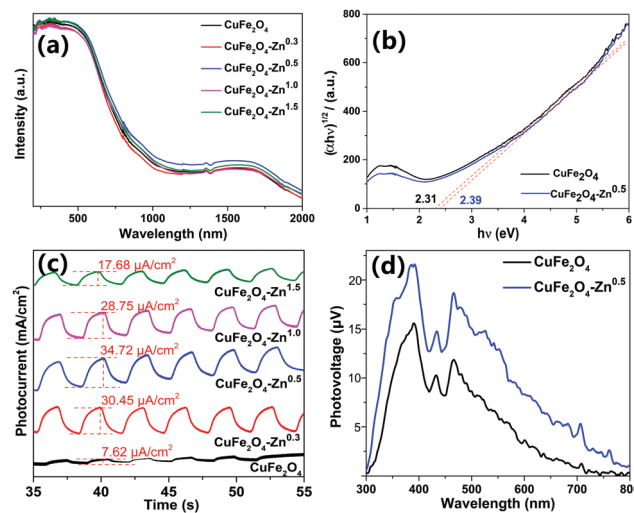 (a)
CuFe₂O₄
CuFe₂O₄-Zn⁰·³
CuFe₂O₄-Zn⁰·⁵
CuFe₂O₄-Zn¹·⁰
CuFe₂O₄-Zn¹·⁵
Intensity (a.u.)
500 1000 1500 2000
Wavelength (nm)
(b)
800
600
400
200
0
(αhν)¹/² / (a.u.)
2.31 2.39
CuFe₂O₄
CuFe₂O₄-Zn⁰·⁵
1 2 3 4 5 6
hν (eV)
(c)
Photocurrent (mA/cm²)
17.68 μA/cm²
CuFe₂O₄-Zn¹·⁵
28.75 μA/cm²
CuFe₂O₄-Zn¹·⁰
34.72 μA/cm²
CuFe₂O₄-Zn⁰·⁵
30.45 μA/cm²
CuFe₂O₄-Zn⁰·³
7.62 μA/cm²
CuFe₂O₄
35 40 45 50 55
Time (s)
(d)
CuFe₂O₄
CuFe₂O₄-Zn⁰·⁵
20
15
10
5
0
Photovoltage (μV)
300 400 500 600 700 800
Wavelength (nm)